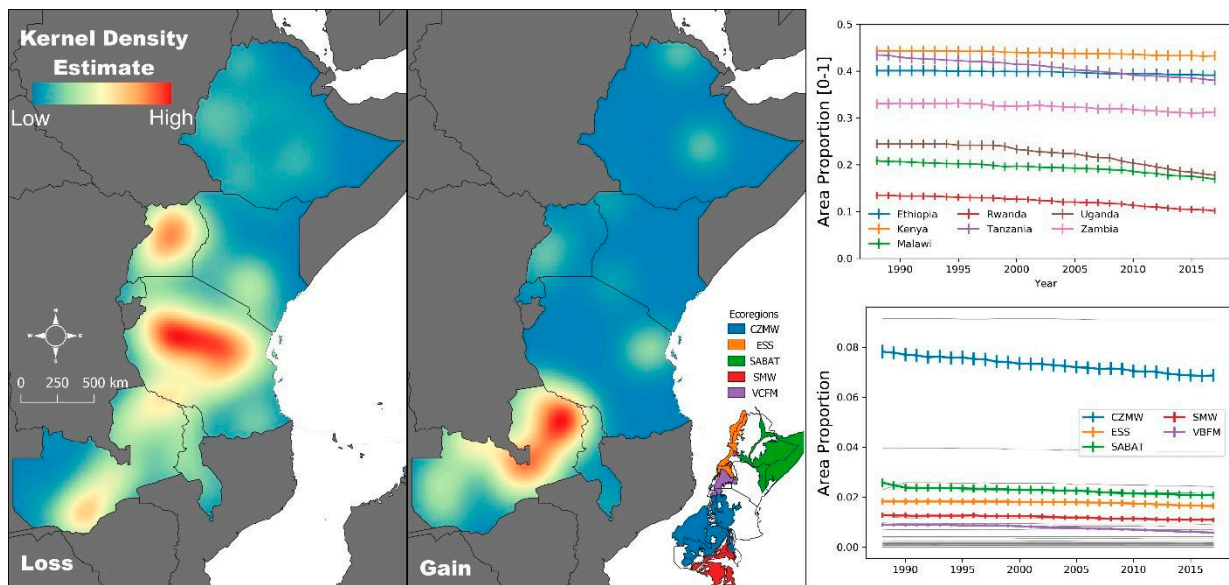 Kernel Density
Estimate
Low High
N
W E
S
0 250 500 km
Loss
Gain
Ecoregions
CZMW
ESS
SABAT
SMW
VCFM
Area Proportion [0-1]
0.5
0.4
0.3
0.2
0.1
0.0
Ethiopia Rwanda Uganda
Kenya Tanzania Zambia
Malawi
1990 1995 2000 2005 2010 2015
Year
Area Proportion
0.08
0.06
0.04
0.02
0.00
CZMW SMW
ESS VBFM
SABAT
1990 1995 2000 2005 2010 2015